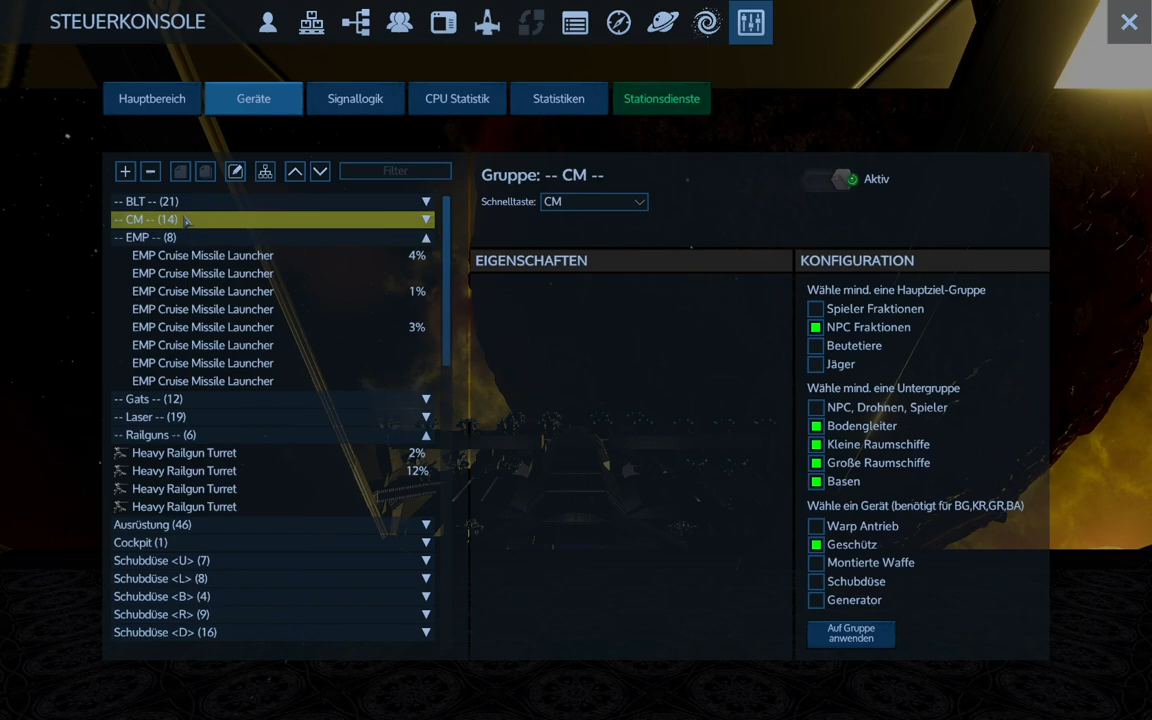 STEUERKONSOLE
Hauptbereich
Geräte
Signallogik
CPU Statistik
Statistiken
Stationsdienste
Filter
-- BLT -- (21)
-- CM -- (14)
-- EMP -- (8)
EMP Cruise Missile Launcher 4%
EMP Cruise Missile Launcher
EMP Cruise Missile Launcher 1%
EMP Cruise Missile Launcher
EMP Cruise Missile Launcher 3%
EMP Cruise Missile Launcher
EMP Cruise Missile Launcher
EMP Cruise Missile Launcher
-- Gats -- (12)
-- Laser -- (19)
-- Railguns -- (6)
Heavy Railgun Turret 2%
Heavy Railgun Turret 12%
Heavy Railgun Turret
Heavy Railgun Turret
Ausrüstung (46)
Cockpit (1)
Schubdüse <U> (7)
Schubdüse <L> (8)
Schubdüse <B> (4)
Schubdüse <R> (9)
Schubdüse <D> (16)
Gruppe: -- CM --
Aktiv
Schnelltaste: CM
EIGENSCHAFTEN
KONFIGURATION
Wähle mind. eine Hauptziel-Gruppe
Spieler Fraktionen
NPC Fraktionen
Beutetiere
Jäger
Wähle mind. eine Untergruppe
NPC, Drohnen, Spieler
Bodengleiter
Kleine Raumschiffe
Große Raumschiffe
Basen
Wähle ein Gerät (benötigt für BG,KR,GR,BA)
Warp Antrieb
Geschütz
Montierte Waffe
Schubdüse
Generator
Auf Gruppe
anwenden